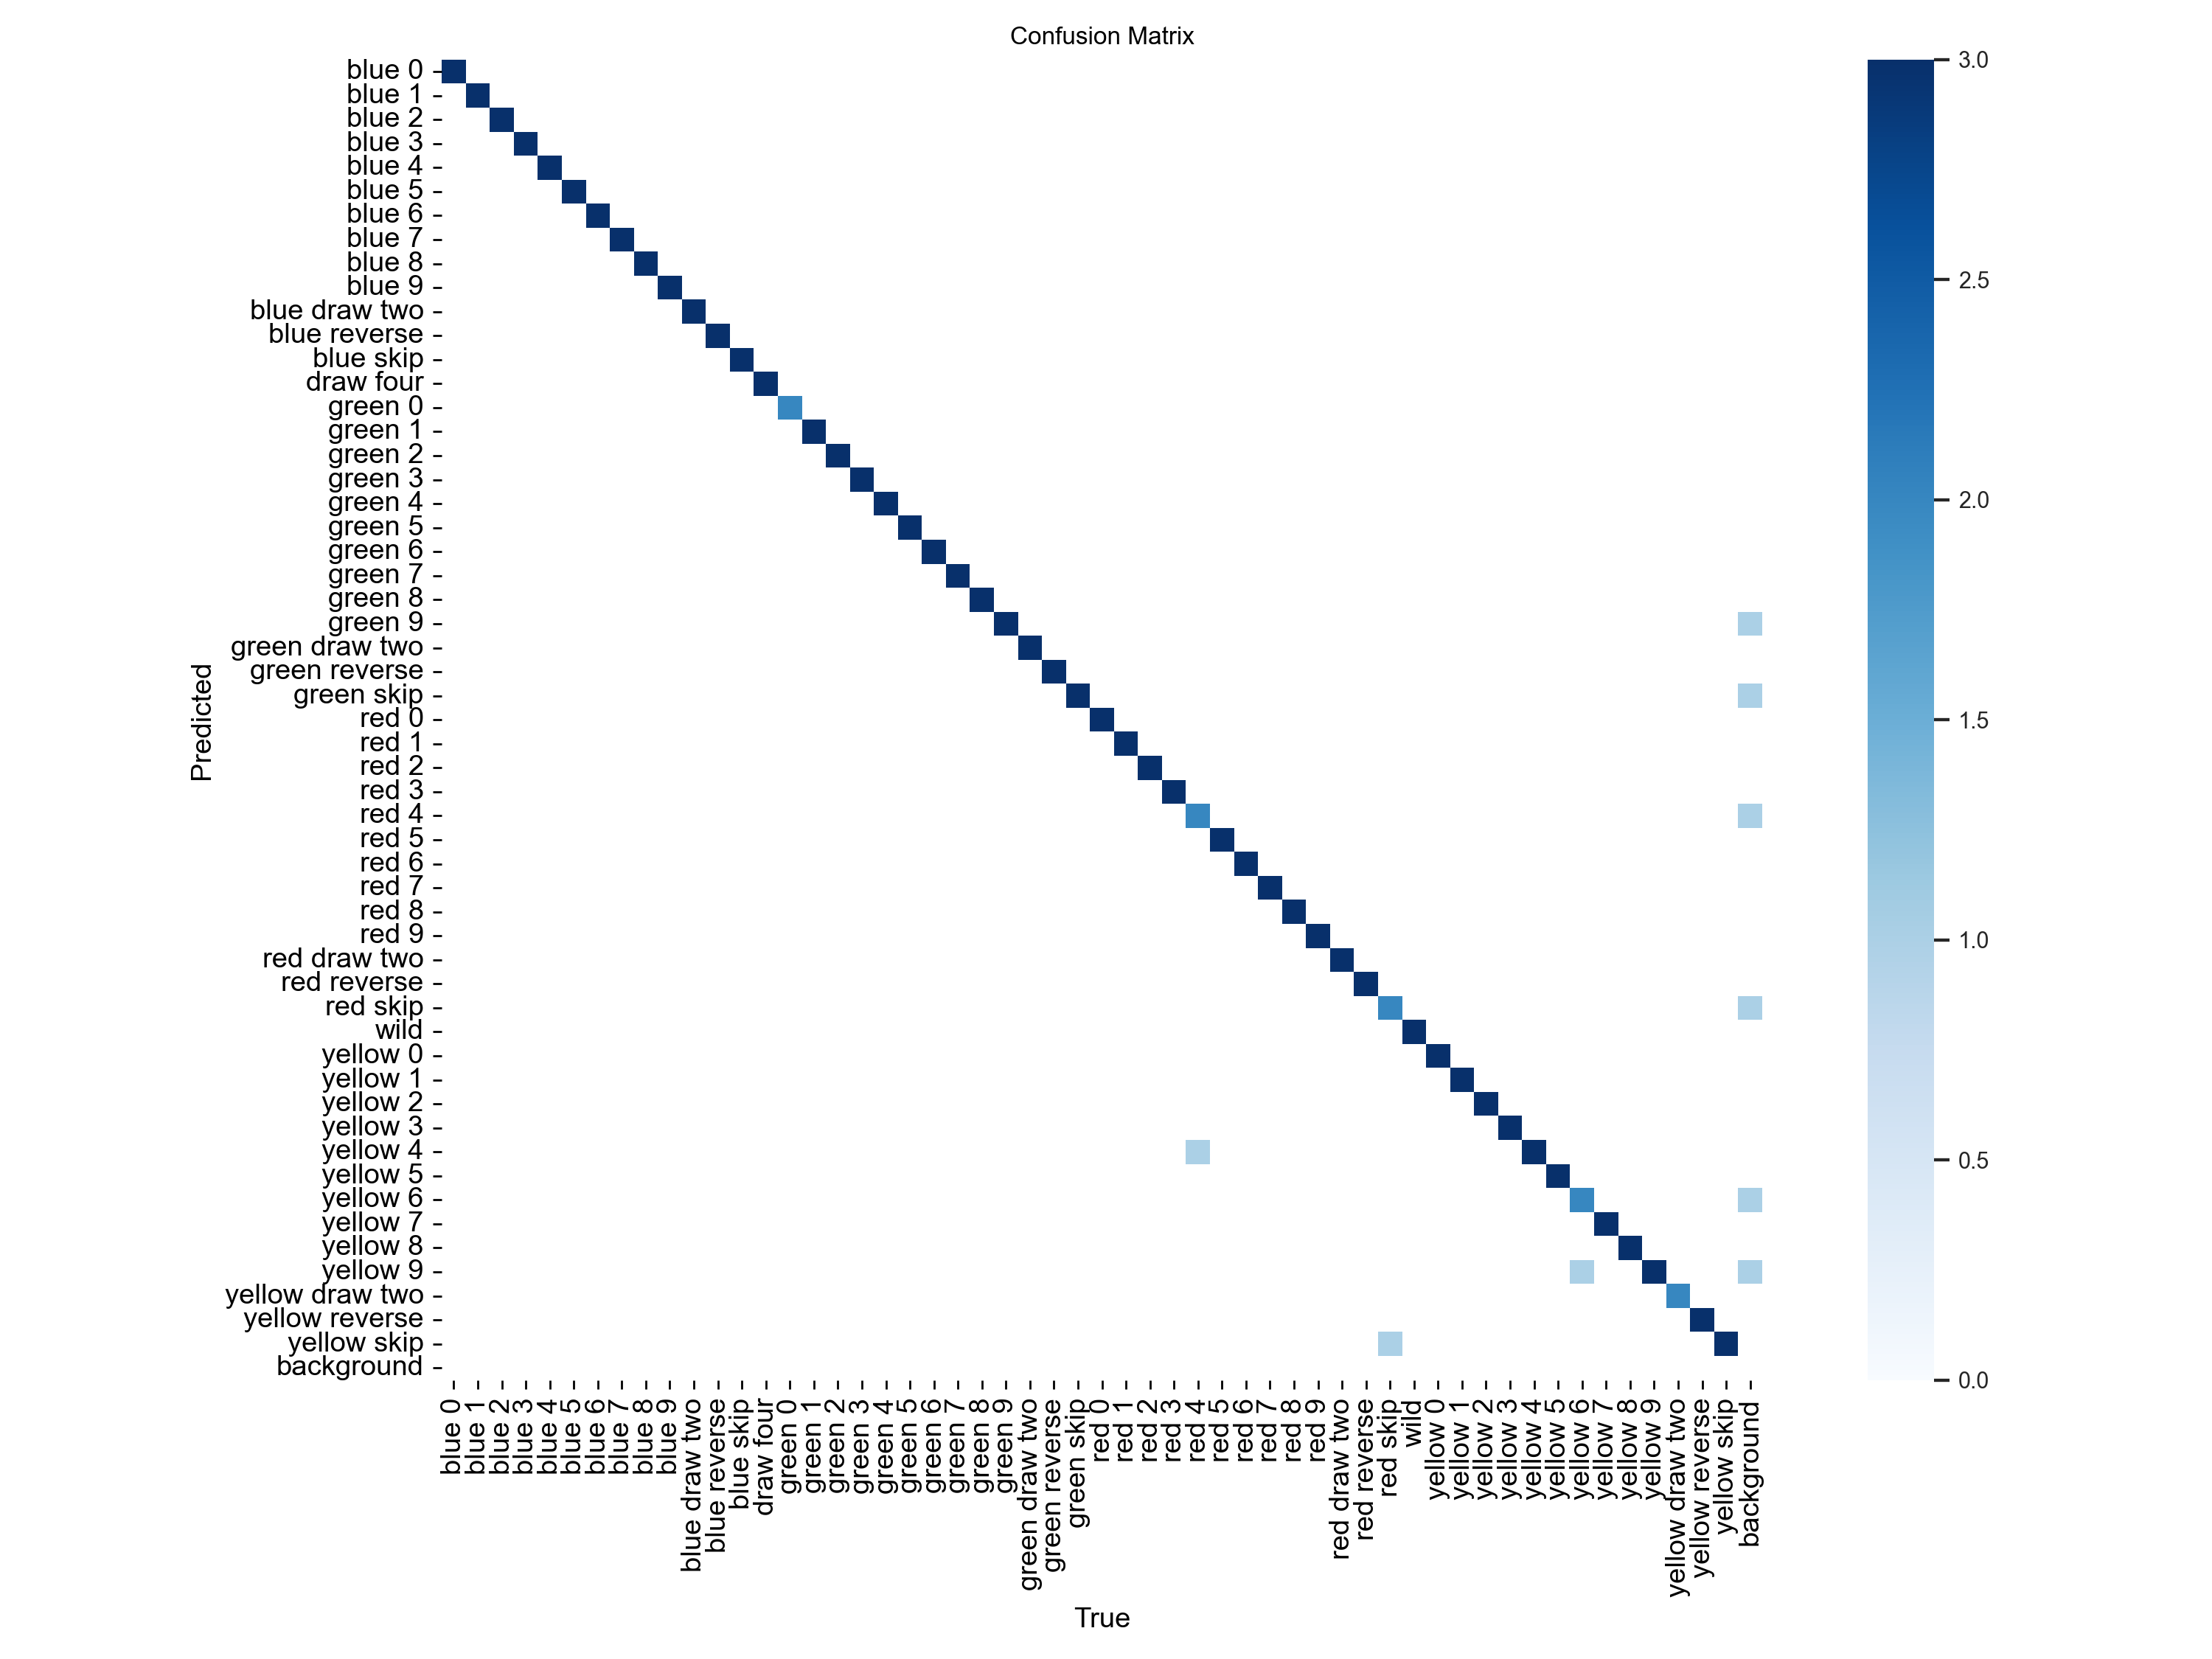 Confusion Matrix
blue 0
blue 1
blue 2
blue 3
blue 4
blue 5
blue 6
blue 7
blue 8
blue 9
blue draw two
blue reverse
blue skip
draw four
green 0
green 1
green 2
green 3
green 4
green 5
green 6
green 7
green 8
green 9
green draw two
green reverse
green skip
red 0
red 1
red 2
red 3
red 4
red 5
red 6
red 7
red 8
red 9
red draw two
red reverse
red skip
wild
yellow 0
yellow 1
yellow 2
yellow 3
yellow 4
yellow 5
yellow 6
yellow 7
yellow 8
yellow 9
yellow draw two
yellow reverse
yellow skip
background
Predicted
blue 0
blue 1
blue 2
blue 3
blue 4
blue 5
blue 6
blue 7
blue 8
blue 9
blue draw two
blue reverse
blue skip
draw four
green 0
green 1
green 2
green 3
green 4
green 5
green 6
green 7
green 8
green 9
green draw two
green reverse
green skip
red 0
red 1
red 2
red 3
red 4
red 5
red 6
red 7
red 8
red 9
red draw two
red reverse
red skip
wild
yellow 0
yellow 1
yellow 2
yellow 3
yellow 4
yellow 5
yellow 6
yellow 7
yellow 8
yellow 9
yellow draw two
yellow reverse
yellow skip
background
True
3.0
2.5
2.0
1.5
1.0
0.5
0.0